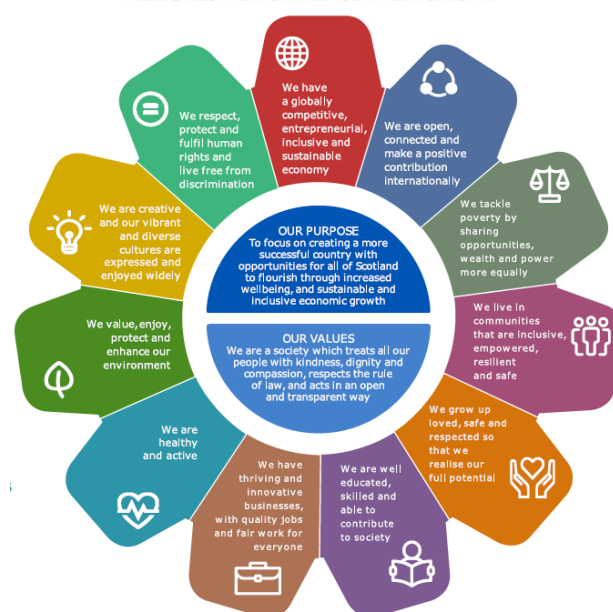 We have
a globally
competitive,
entrepreneurial,
inclusive and
sustainable
economy
We are open,
connected and
make a positive
contribution
internationally
We tackle
poverty by
sharing
opportunities,
wealth and power
more equally
We live in
communities
that are inclusive,
empowered,
resilient
and safe
We grow up
loved, safe and
respected so
that we
realise our
full potential
We are well
educated,
skilled and
able to
contribute
to society
We have
thriving and
innovative
businesses,
with quality jobs
and fair work for
everyone
We are
healthy
and active
We value, enjoy,
protect and
enhance our
environment
We are creative
and our vibrant
and diverse
cultures are
expressed and
enjoyed widely
We respect,
protect and
fulfil human
rights and
live free from
discrimination
OUR PURPOSE
To focus on creating a more
successful country with
opportunities for all of Scotland
to flourish through increased
wellbeing, and sustainable and
inclusive economic growth
OUR VALUES
We are a society which treats all our
people with kindness, dignity and
compassion, respects the rule
of law, and acts in an open
and transparent way